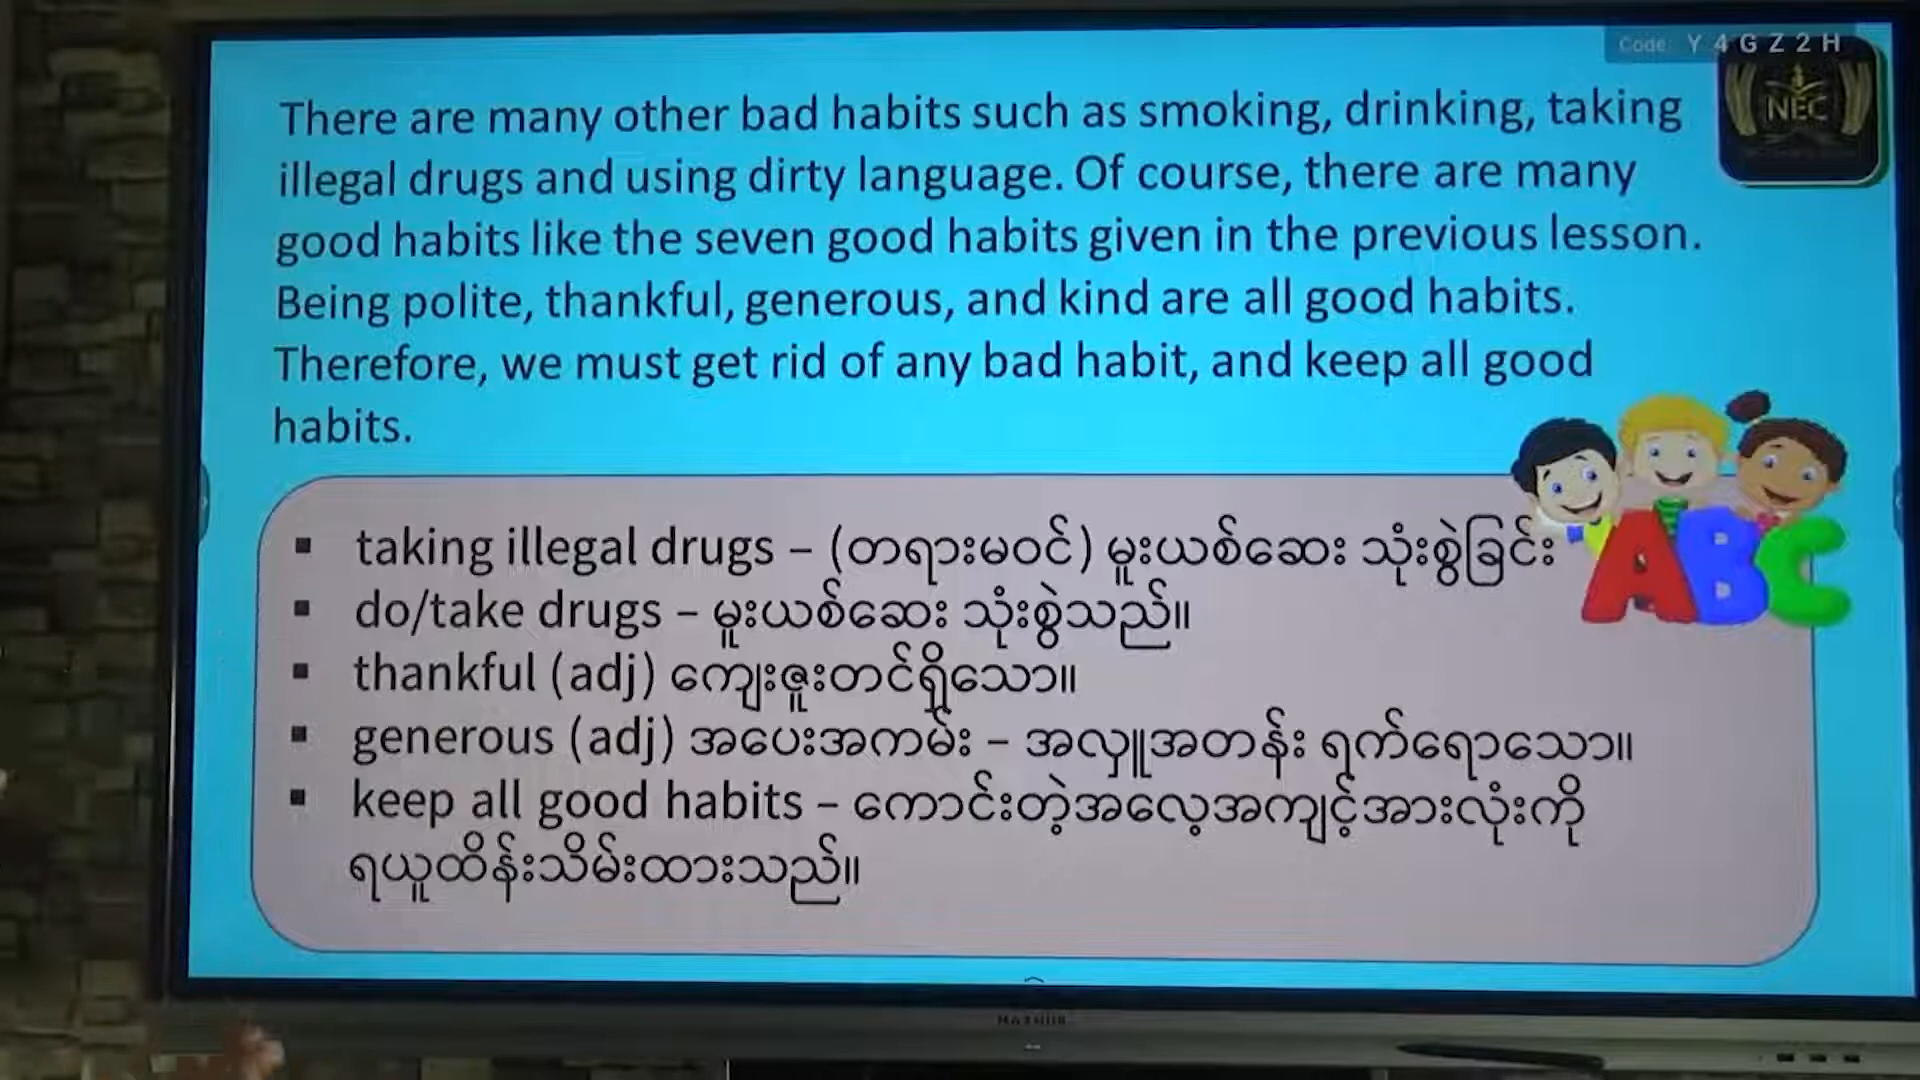 Code: Y 4 G Z 2 H
NEC
There are many other bad habits such as smoking, drinking, taking
illegal drugs and using dirty language. Of course, there are many
good habits like the seven good habits given in the previous lesson.
Being polite, thankful, generous, and kind are all good habits.
Therefore, we must get rid of any bad habit, and keep all good
habits.
ABC
▪ taking illegal drugs – (တရားမဝင်) မူးယစ်ဆေး သုံးစွဲခြင်း
▪ do/take drugs – မူးယစ်ဆေး သုံးစွဲသည်။
▪ thankful (adj) ကျေးဇူးတင်ရှိသော။
▪ generous (adj) အပေးအကမ်း – အလှူအတန်း ရက်ရောသော။
▪ keep all good habits – ကောင်းတဲ့အလေ့အကျင့်အားလုံးကို
ရယူထိန်းသိမ်းထားသည်။